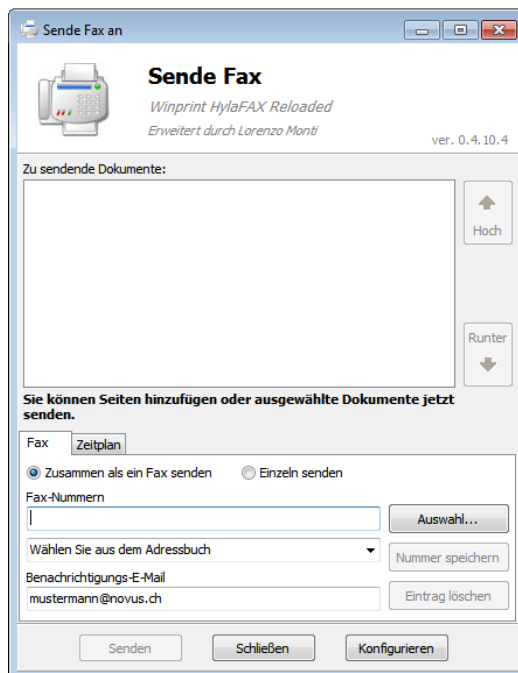 Sende Fax an
Sende Fax
Winprint HylaFAX Reloaded
Erweitert durch Lorenzo Monti
ver. 0.4.10.4
Zu sendende Dokumente:
Hoch
Runter
Sie können Seiten hinzufügen oder ausgewählte Dokumente jetzt
senden.
Fax Zeitplan
Zusammen als ein Fax senden Einzeln senden
Fax-Nummern
Auswahl...
Wählen Sie aus dem Adressbuch Nummer speichern
Benachrichtigungs-E-Mail
mustermann@novus.ch Eintrag löschen
Senden Schließen Konfigurieren